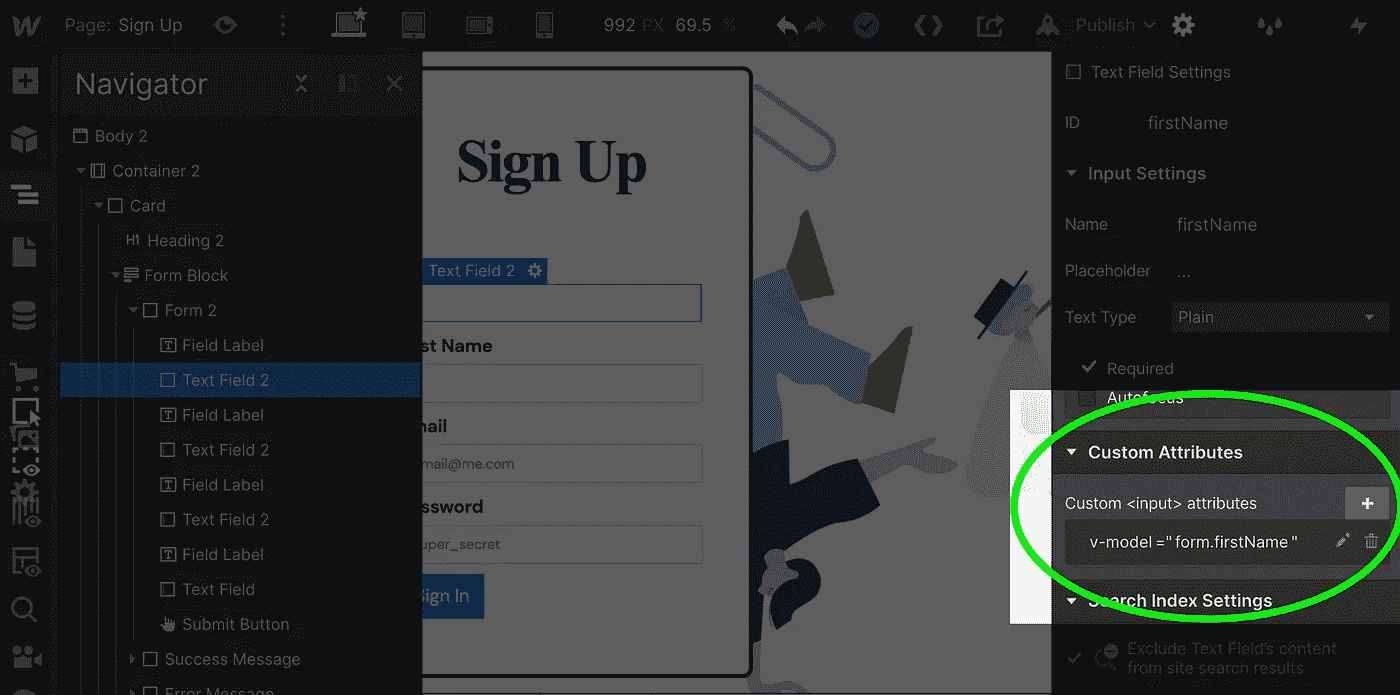 Page: Sign Up
992 PX 69.5 %
Publish
Navigator
Body 2
Container 2
Card
H1 Heading 2
Form Block
Form 2
Field Label
Text Field 2
Field Label
Text Field 2
Field Label
Text Field 2
Field Label
Text Field
Submit Button
Success Message
Error Message
Sign Up
Text Field 2
st Name
mail
mail@me.com
ssword
uper_secret
Sign In
Text Field Settings
ID firstName
Input Settings
Name firstName
Placeholder ...
Text Type Plain
Required
Autofocus
Custom Attributes
Custom <input> attributes
v-model ="form.firstName"
Search Index Settings
Exclude Text Field's content
from site search results